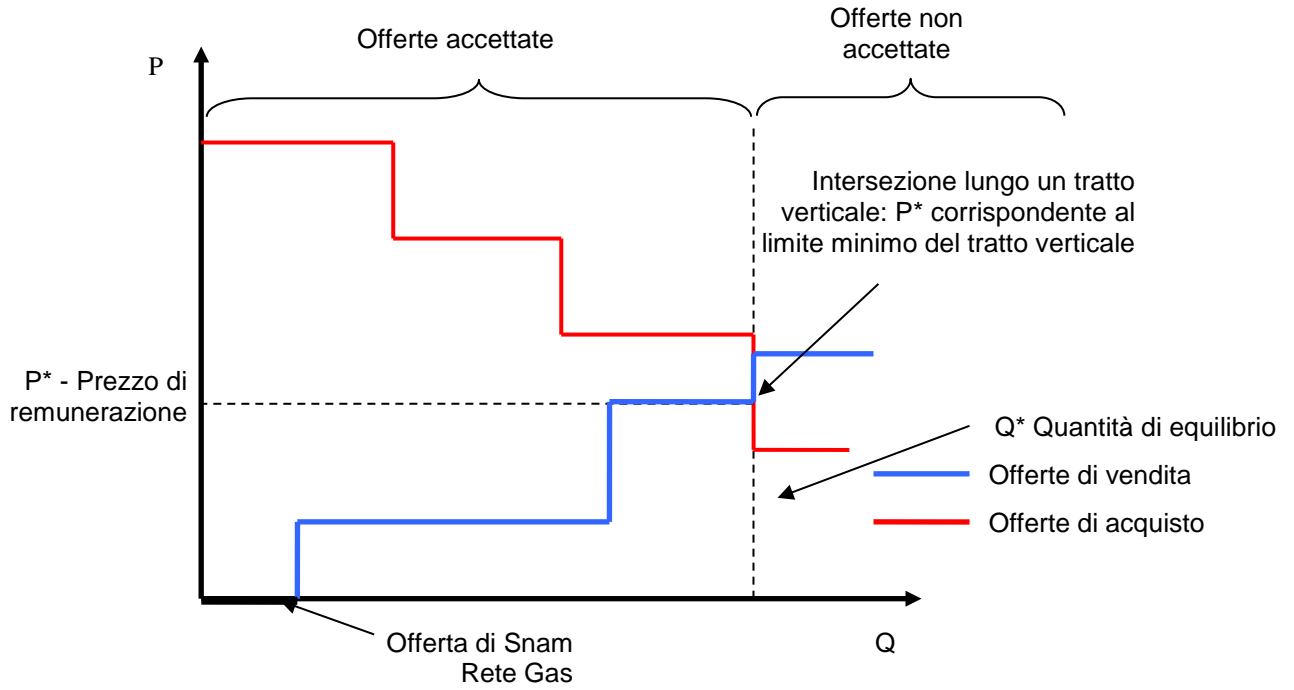 Offerte accettate
Offerte non
accettate
P
Intersezione lungo un tratto
verticale: P* corrispondente al
limite minimo del tratto verticale
P* - Prezzo di
remunerazione
Q* Quantità di equilibrio
Offerte di vendita
Offerte di acquisto
Offerta di Snam
Rete Gas
Q